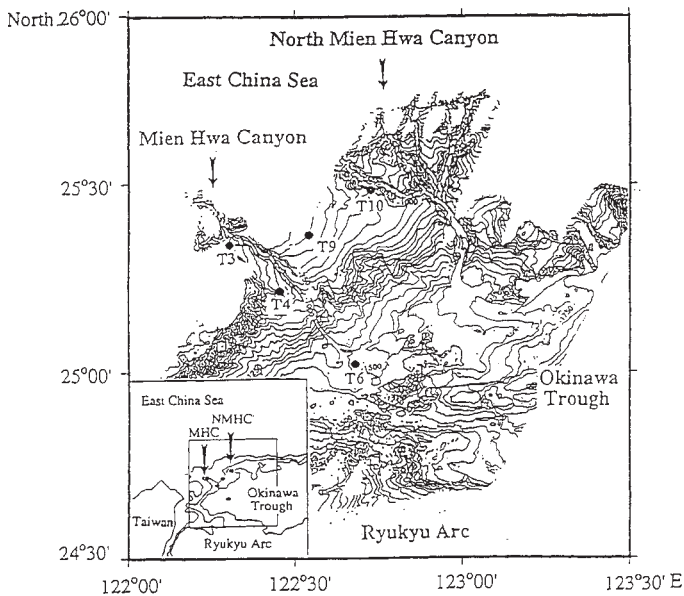 North 26°00'
North Mien Hwa Canyon
East China Sea
Mien Hwa Canyon
25°30'
T10
T9
T3
T4
T6
1500
25°00'
Okinawa
Trough
East China Sea
NMHC
MHC
Okinawa
Trough
Taiwan
Ryukyu Arc
Ryukyu Arc
24°30'
122°00' 122°30' 123°00' 123°30' E